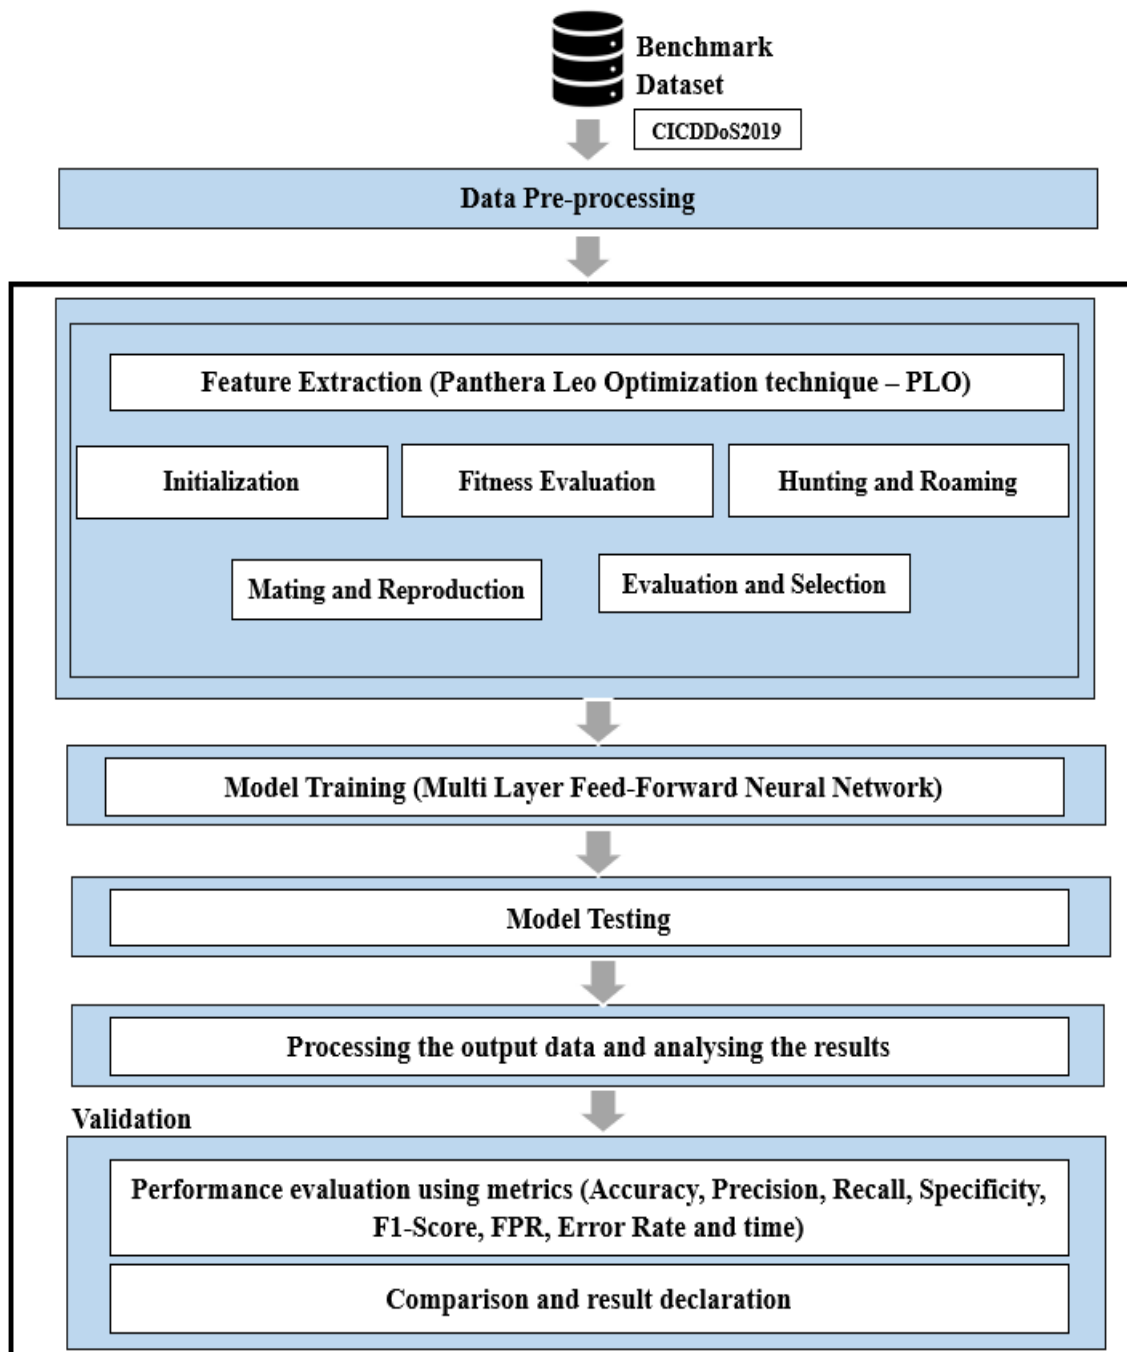 Benchmark
Dataset
CICDDoS2019
Data Pre-processing
Feature Extraction (Panthera Leo Optimization technique – PLO)
Initialization
Fitness Evaluation
Hunting and Roaming
Mating and Reproduction
Evaluation and Selection
Model Training (Multi Layer Feed-Forward Neural Network)
Model Testing
Processing the output data and analysing the results
Validation
Performance evaluation using metrics (Accuracy, Precision, Recall, Specificity,
F1-Score, FPR, Error Rate and time)
Comparison and result declaration